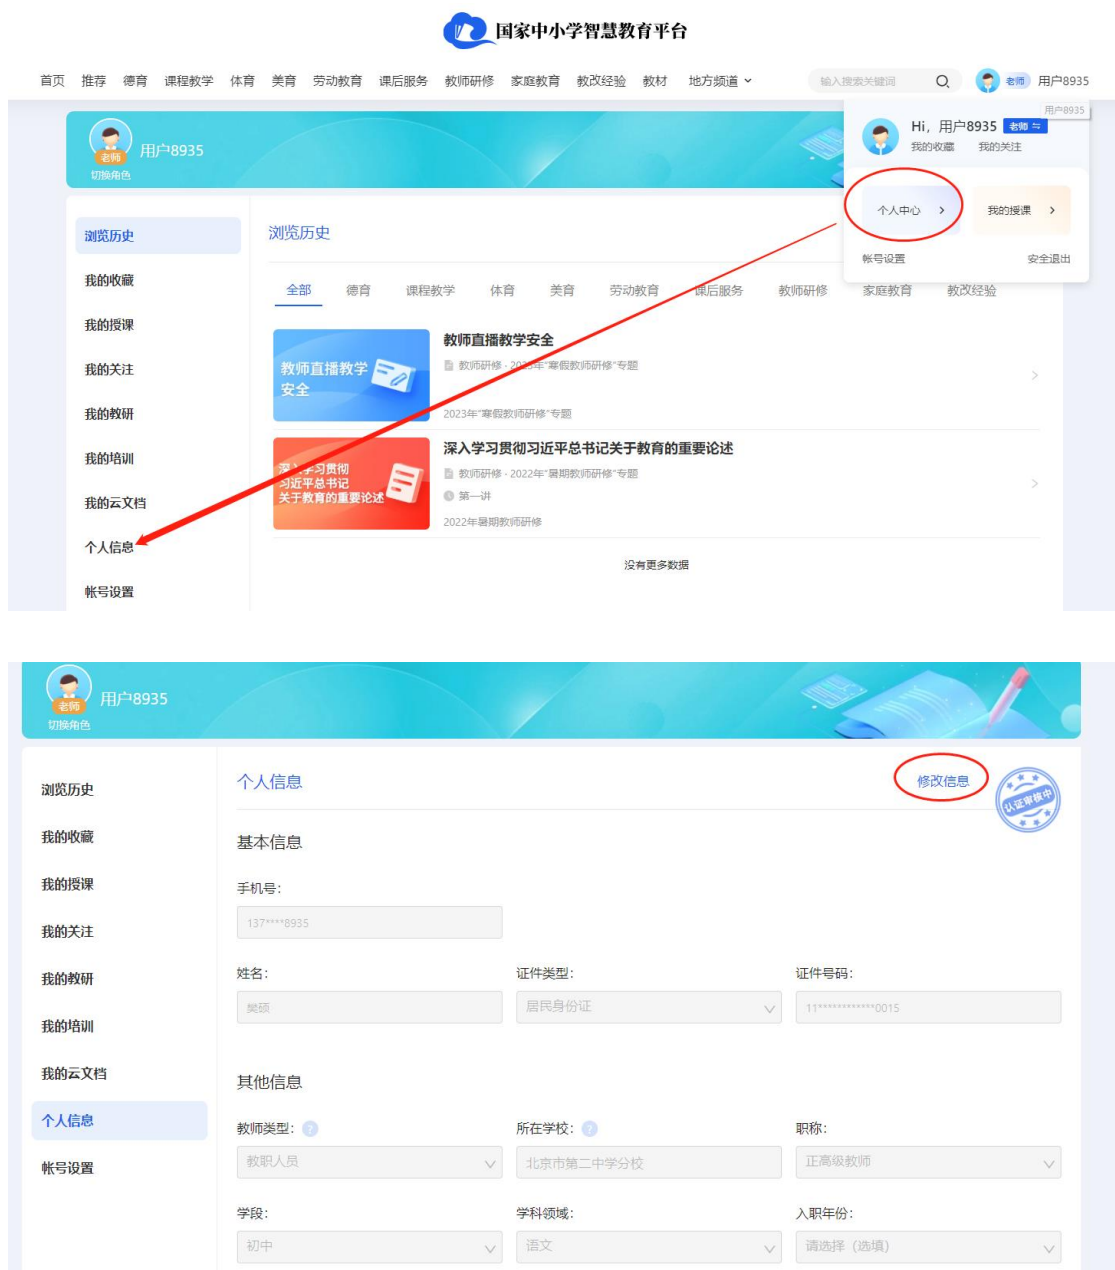 国家中小学智慧教育平台
首页 推荐 德育 课程教学 体育 美育 劳动教育 课后服务 教师研修 家庭教育 教改经验 教材 地方频道 输入搜索关键词 老师 用户8935
用户8935
Hi, 用户8935 老师
我的收藏 我的关注
老师 用户8935
切换角色
个人中心 > 我的授课 >
帐号设置 安全退出
浏览历史
我的收藏
我的授课
我的关注
我的教研
我的培训
我的云文档
个人信息
帐号设置
浏览历史
全部 德育 课程教学 体育 美育 劳动教育 课后服务 教师研修 家庭教育 教改经验
教师直播教学
安全
教师直播教学安全
教师研修 - 2023年"寒假教师研修"专题
2023年"寒假教师研修"专题
深入学习贯彻
习近平总书记
关于教育的重要论述
深入学习贯彻习近平总书记关于教育的重要论述
教师研修 - 2022年"暑期教师研修"专题
第一讲
2022年暑期教师研修
没有更多数据
老师 用户8935
切换角色
浏览历史
我的收藏
我的授课
我的关注
我的教研
我的培训
我的云文档
个人信息
帐号设置
个人信息 修改信息
认证审核中
基本信息
手机号：
137****8935
姓名： 证件类型： 证件号码：
樊硕 居民身份证 11************0015
其他信息
教师类型： ? 所在学校： ? 职称：
教职人员 北京市第二中学分校 正高级教师
学段： 学科领域： 入职年份：
初中 语文 请选择（选填）